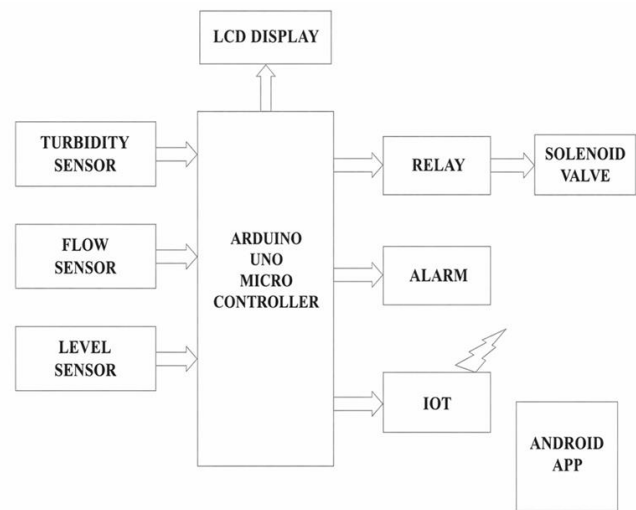 LCD DISPLAY
TURBIDITY
SENSOR
FLOW
SENSOR
LEVEL
SENSOR
ARDUINO
UNO
MICRO
CONTROLLER
RELAY
SOLENOID
VALVE
ALARM
IOT
ANDROID
APP